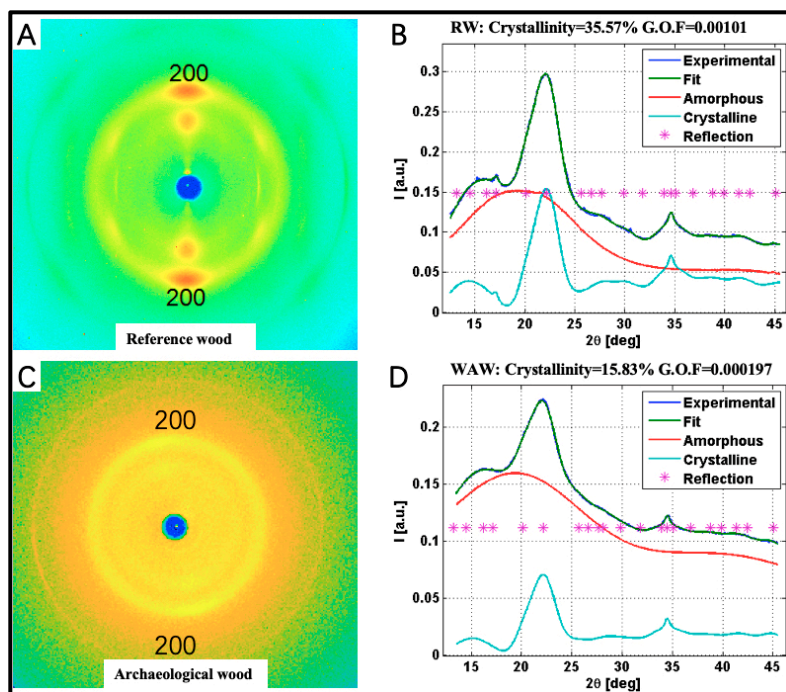 A
200
200
Reference wood
B
RW: Crystallinity=35.57% G.O.F=0.00101
Experimental
Fit
Amorphous
Crystalline
Reflection
I [a.u.]
0.3
0.25
0.2
0.15
0.1
0.05
0
15 20 25 30 35 40 45
2θ [deg]
C
200
200
Archaeological wood
D
WAW: Crystallinity=15.83% G.O.F=0.000197
Experimental
Fit
Amorphous
Crystalline
Reflection
I [a.u.]
0.2
0.15
0.1
0.05
0
15 20 25 30 35 40 45
2θ [deg]